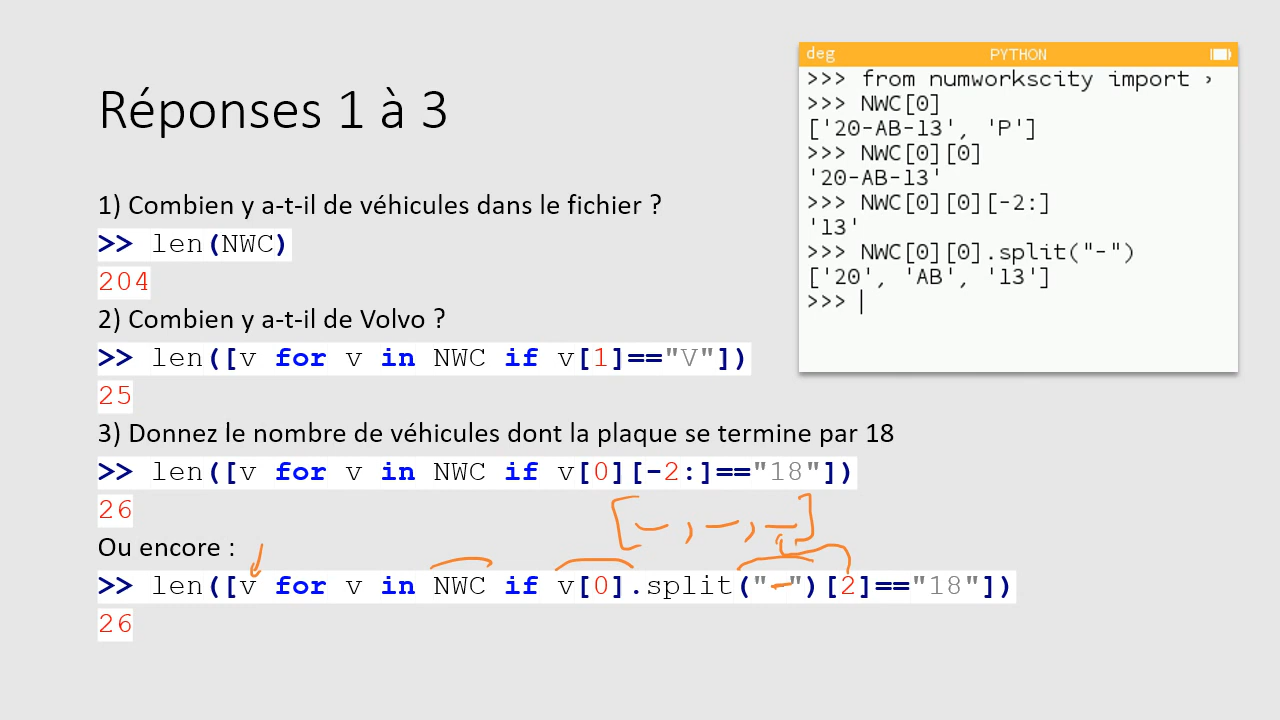 Réponses 1 à 3
1) Combien y a-t-il de véhicules dans le fichier ?
>> len(NWC)
204
2) Combien y a-t-il de Volvo ?
>> len([v for v in NWC if v[1]=="V"])
25
3) Donnez le nombre de véhicules dont la plaque se termine par 18
>> len([v for v in NWC if v[0][-2:]=="18"])
26
[-,-,-]
Ou encore :
>> len([v for v in NWC if v[0].split("-")[2]=="18"])
26
deg PYTHON
>>> from numworkscity import ›
>>> NWC[0]
['20-AB-13', 'P']
>>> NWC[0][0]
'20-AB-13'
>>> NWC[0][0][-2:]
'13'
>>> NWC[0][0].split("-")
['20', 'AB', '13']
>>>